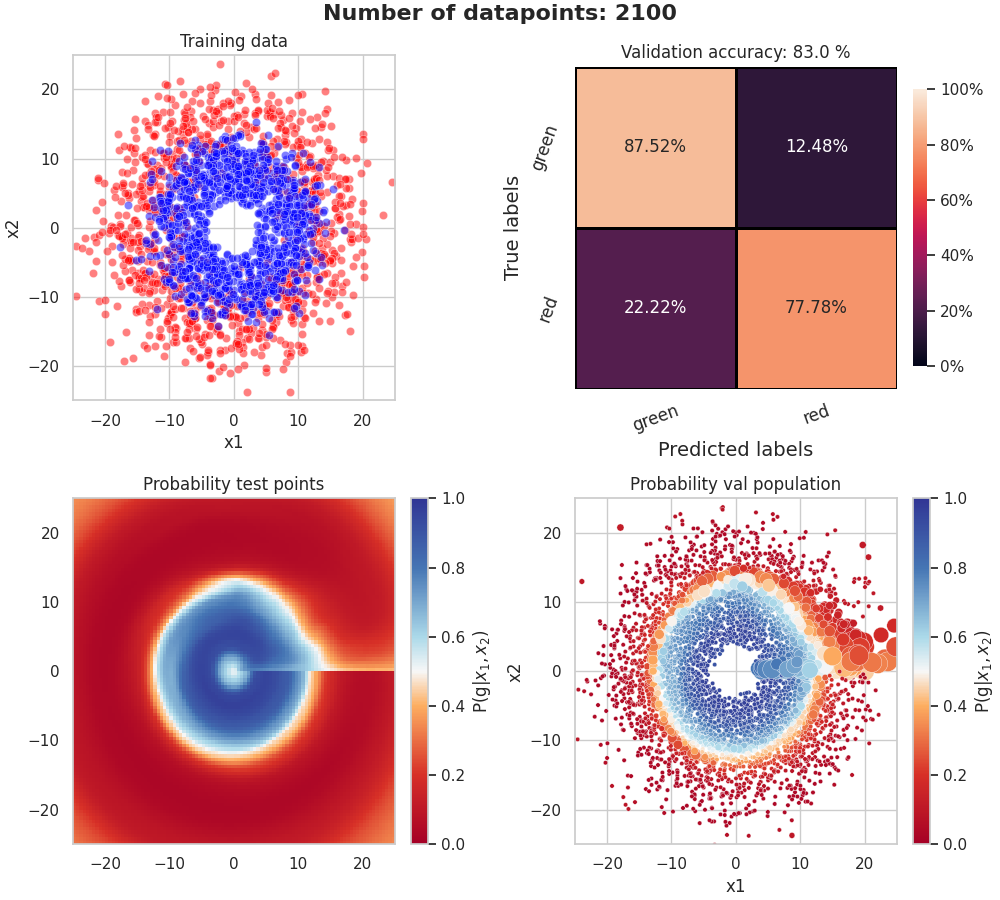 Number of datapoints: 2100
Training data
20
10
0
−10
−20
x2
−20 −10 0 10 20
x1
Validation accuracy: 83.0 %
True labels
green
red
87.52% 12.48%
22.22% 77.78%
green red
Predicted labels
100%
80%
60%
40%
20%
0%
Probability test points
20
10
0
−10
−20
−20 −10 0 10 20
1.0
0.8
0.6
0.4
0.2
0.0
P(g|x₁, x₂)
Probability val population
20
10
0
−10
−20
x2
−20 −10 0 10 20
x1
1.0
0.8
0.6
0.4
0.2
0.0
P(g|x₁, x₂)